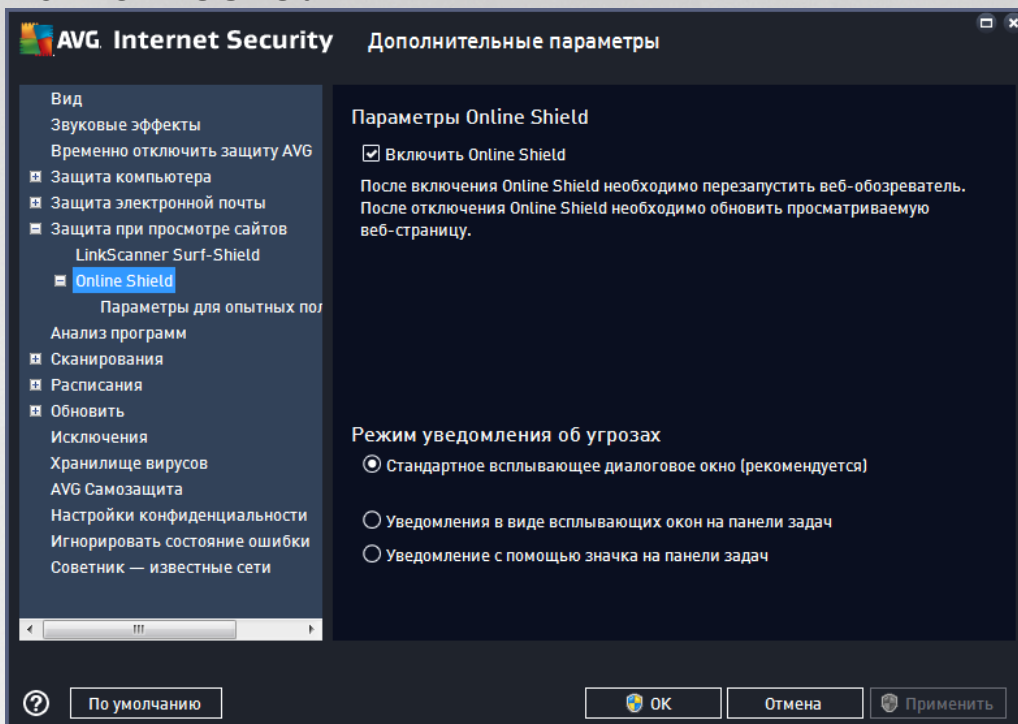 AVG. Internet Security
Дополнительные параметры
Вид
Звуковые эффекты
Временно отключить защиту AVG
Защита компьютера
Защита электронной почты
Защита при просмотре сайтов
LinkScanner Surf-Shield
Online Shield
Параметры для опытных пол
Анализ программ
Сканирования
Расписания
Обновить
Исключения
Хранилище вирусов
AVG Самозащита
Настройки конфиденциальности
Игнорировать состояние ошибки
Советник — известные сети
Параметры Online Shield
Включить Online Shield
После включения Online Shield необходимо перезапустить веб-обозреватель.
После отключения Online Shield необходимо обновить просматриваемую
веб-страницу.
Режим уведомления об угрозах
Стандартное всплывающее диалоговое окно (рекомендуется)
Уведомления в виде всплывающих окон на панели задач
Уведомление с помощью значка на панели задач
По умолчанию
ОК
Отмена
Применить